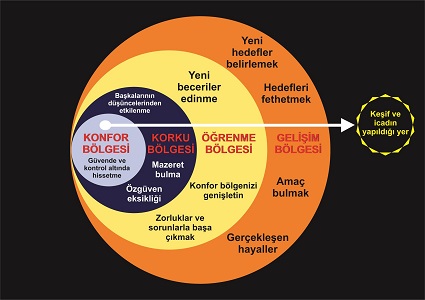 Yeni
hedefler
belirlemek
Yeni
beceriler
edinme
Hedefleri
fethetmek
Başkalarının
düşüncelerinden
etkilenme
Keşif ve
icadın
yapıldığı yer
KONFOR
BÖLGESİ
KORKU
BÖLGESİ
ÖĞRENME
BÖLGESİ
GELİŞİM
BÖLGESİ
Güvende ve
kontrol altında
hissetme
Mazeret
bulma
Özgüven
eksikliği
Konfor bölgenizi
genişletin
Amaç
bulmak
Zorluklar ve
sorunlarla başa
çıkmak
Gerçekleşen
hayaller